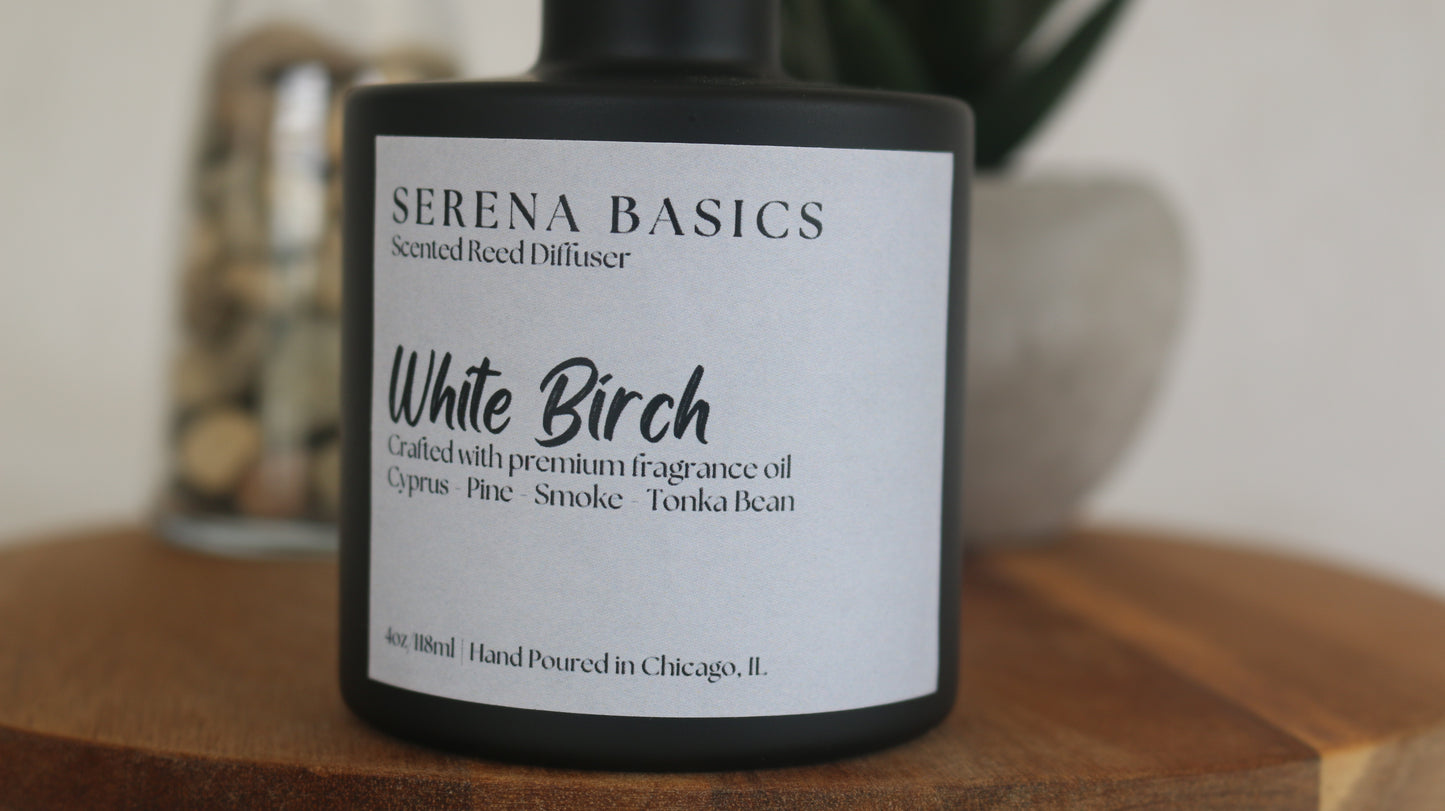 SERENA BASICS
Scented Reed Diffuser
White Birch
Crafted with premium fragrance oil
Cyprus - Pine - Smoke - Tonka Bean
4oz/118ml | Hand Poured in Chicago, IL